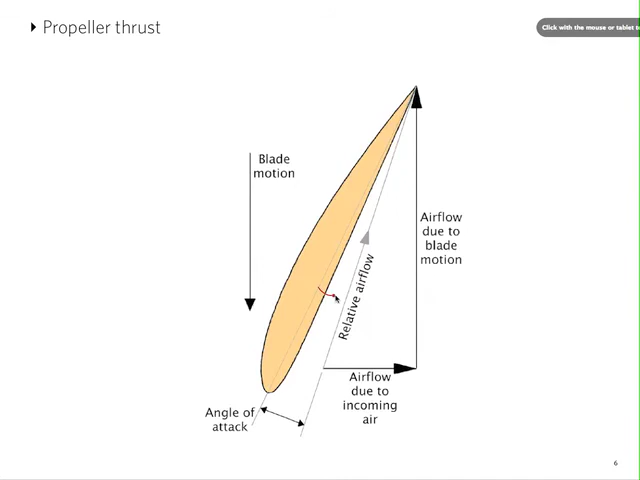 Propeller thrust
Click with the mouse or tablet to
Blade
motion
Airflow
due to
blade
motion
Relative airflow
Airflow
due to
incoming
air
Angle of
attack
6